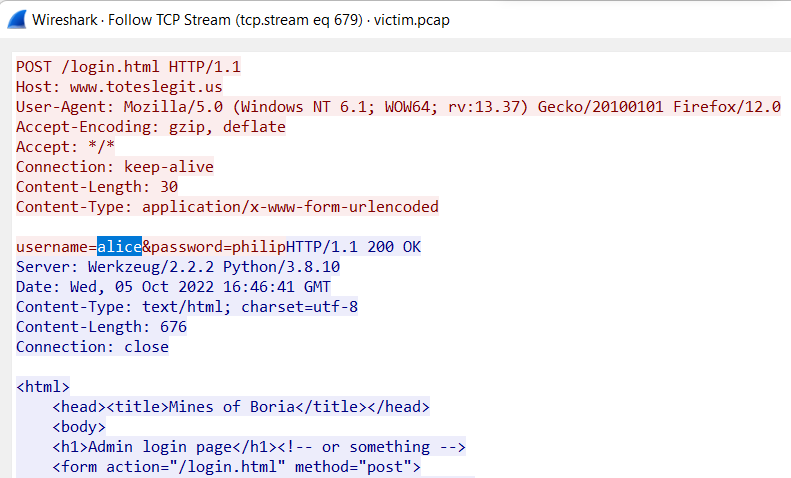 Wireshark · Follow TCP Stream (tcp.stream eq 679) · victim.pcap
POST /login.html HTTP/1.1
Host: www.toteslegit.us
User-Agent: Mozilla/5.0 (Windows NT 6.1; WOW64; rv:13.37) Gecko/20100101 Firefox/12.0
Accept-Encoding: gzip, deflate
Accept: */*
Connection: keep-alive
Content-Length: 30
Content-Type: application/x-www-form-urlencoded
username=alice&password=philipHTTP/1.1 200 OK
Server: Werkzeug/2.2.2 Python/3.8.10
Date: Wed, 05 Oct 2022 16:46:41 GMT
Content-Type: text/html; charset=utf-8
Content-Length: 676
Connection: close
<html>
    <head><title>Mines of Boria</title></head>
    <body>
    <h1>Admin login page</h1><!-- or something -->
    <form action="/login.html" method="post">